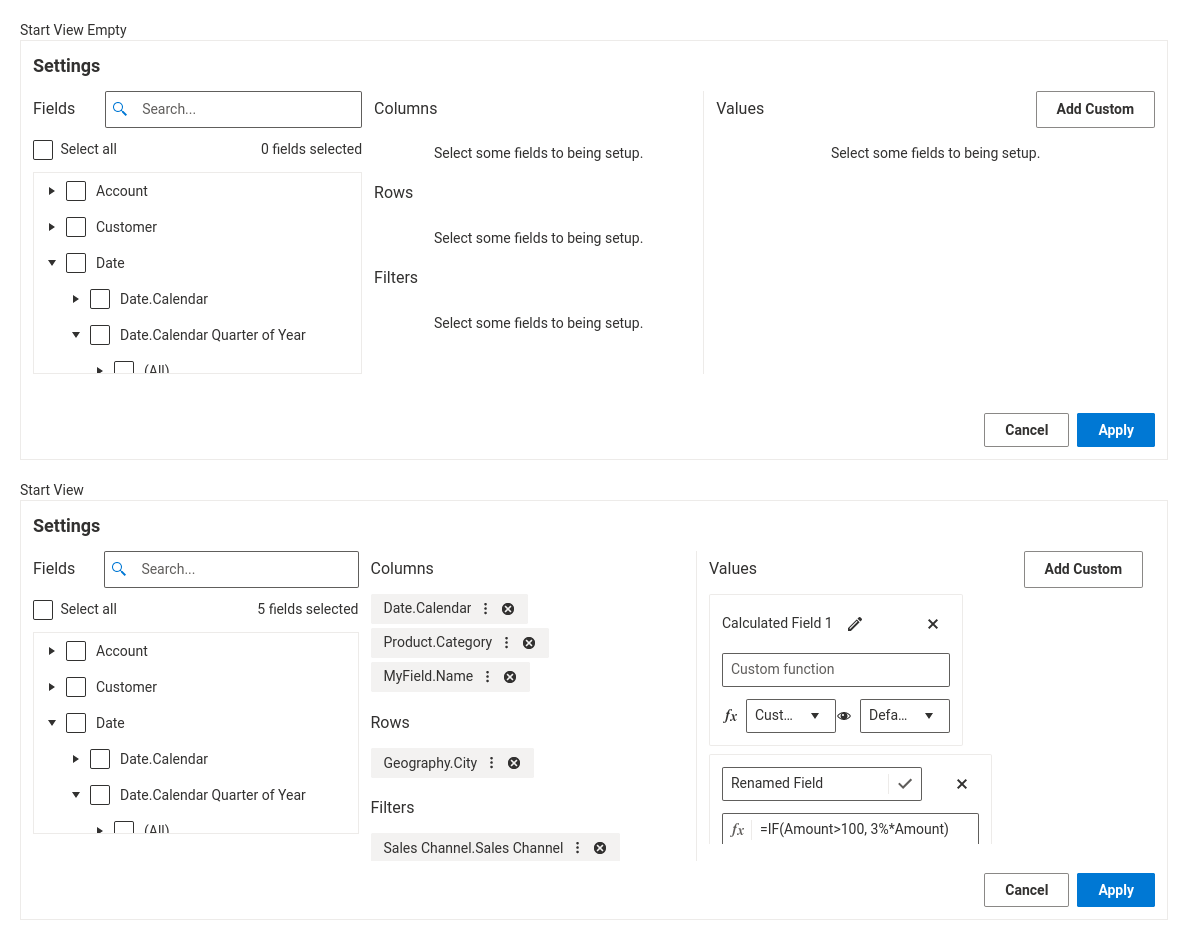 Start View Empty
Settings
Fields
Search...
Select all
0 fields selected
Account
Customer
Date
Date.Calendar
Date.Calendar Quarter of Year
(All)
Columns
Select some fields to being setup.
Rows
Select some fields to being setup.
Filters
Select some fields to being setup.
Values
Add Custom
Select some fields to being setup.
Cancel
Apply
Start View
Settings
Fields
Search...
Select all
5 fields selected
Account
Customer
Date
Date.Calendar
Date.Calendar Quarter of Year
(All)
Columns
Date.Calendar
Product.Category
MyField.Name
Rows
Geography.City
Filters
Sales Channel.Sales Channel
Values
Add Custom
Calculated Field 1
Custom function
fx
Cust...
Defa...
Renamed Field
fx
=IF(Amount>100, 3%*Amount)
Cancel
Apply